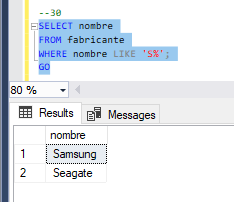 --30
SELECT nombre
FROM fabricante
WHERE nombre LIKE 'S%';
GO
80 %
Results Messages
nombre
1 Samsung
2 Seagate